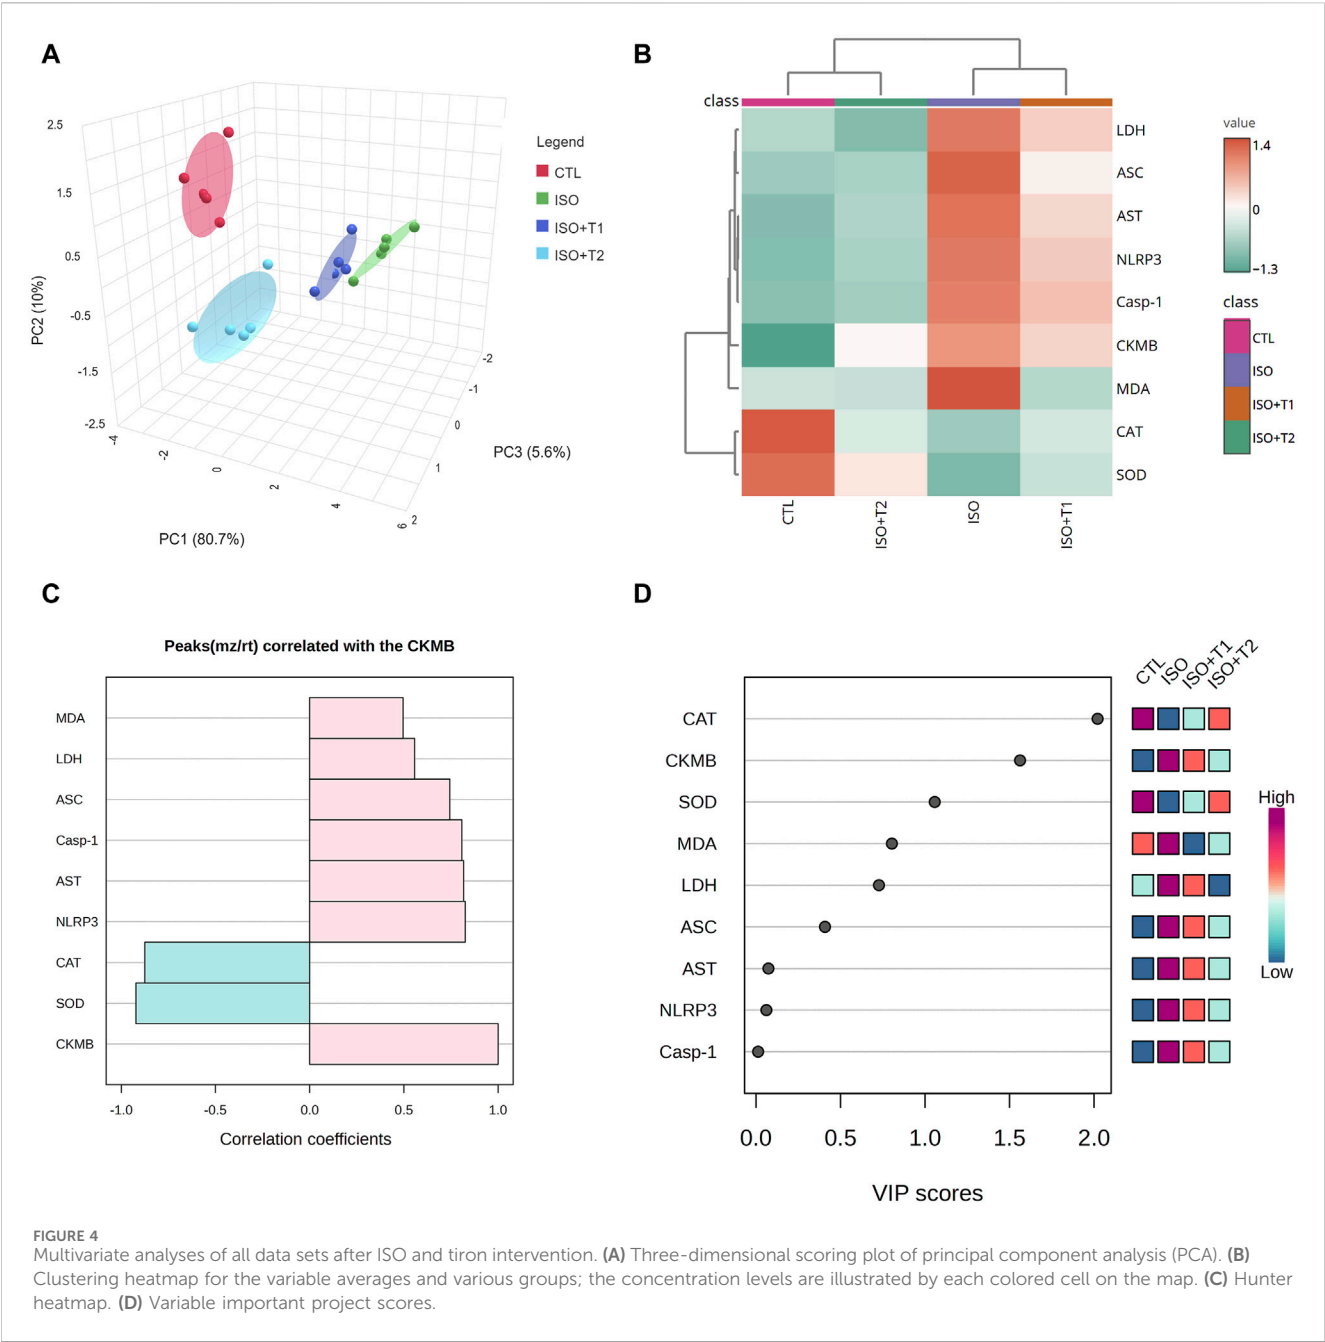 A
2.5
1.5
0.5
-0.5
-1.5
-2.5
PC2 (10%)
-4
-2
0
2
4
6
PC1 (80.7%)
-2
-1
0
1
2
PC3 (5.6%)
Legend
CTL
ISO
ISO+T1
ISO+T2
B
class
LDH
ASC
AST
NLRP3
Casp-1
CKMB
MDA
CAT
SOD
CTL
ISO+T2
ISO
ISO+T1
value
1.4
0
−1.3
class
CTL
ISO
ISO+T1
ISO+T2
C
Peaks(mz/rt) correlated with the CKMB
MDA
LDH
ASC
Casp-1
AST
NLRP3
CAT
SOD
CKMB
-1.0 -0.5 0.0 0.5 1.0
Correlation coefficients
D
CTL ISO ISO+T1 ISO+T2
CAT
CKMB
SOD
MDA
LDH
ASC
AST
NLRP3
Casp-1
0.0 0.5 1.0 1.5 2.0
VIP scores
High
Low
FIGURE 4
Multivariate analyses of all data sets after ISO and tiron intervention. (A) Three-dimensional scoring plot of principal component analysis (PCA). (B)
Clustering heatmap for the variable averages and various groups; the concentration levels are illustrated by each colored cell on the map. (C) Hunter
heatmap. (D) Variable important project scores.